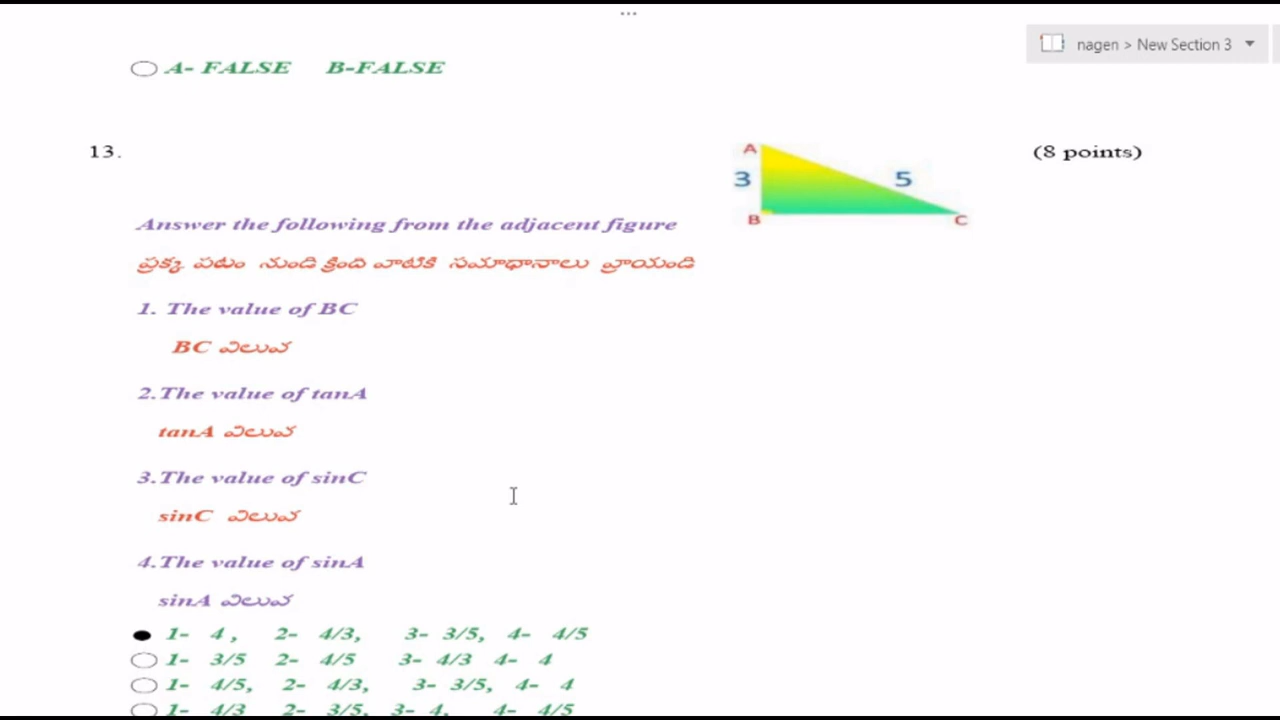 ...
nagen > New Section 3
A- FALSE B-FALSE
13.
(8 points)
A
3
5
B
C
Answer the following from the adjacent figure
ప్రక్క పటం నుండి క్రింది వాటికి సమాధానాలు వ్రాయండి
1. The value of BC
BC విలువ
2.The value of tanA
tanA విలువ
3.The value of sinC
sinC విలువ
4.The value of sinA
sinA విలువ
1- 4 , 2- 4/3, 3- 3/5, 4- 4/5
1- 3/5 2- 4/5 3- 4/3 4- 4
1- 4/5, 2- 4/3, 3- 3/5, 4- 4
1- 4/3 2- 3/5, 3- 4, 4- 4/5